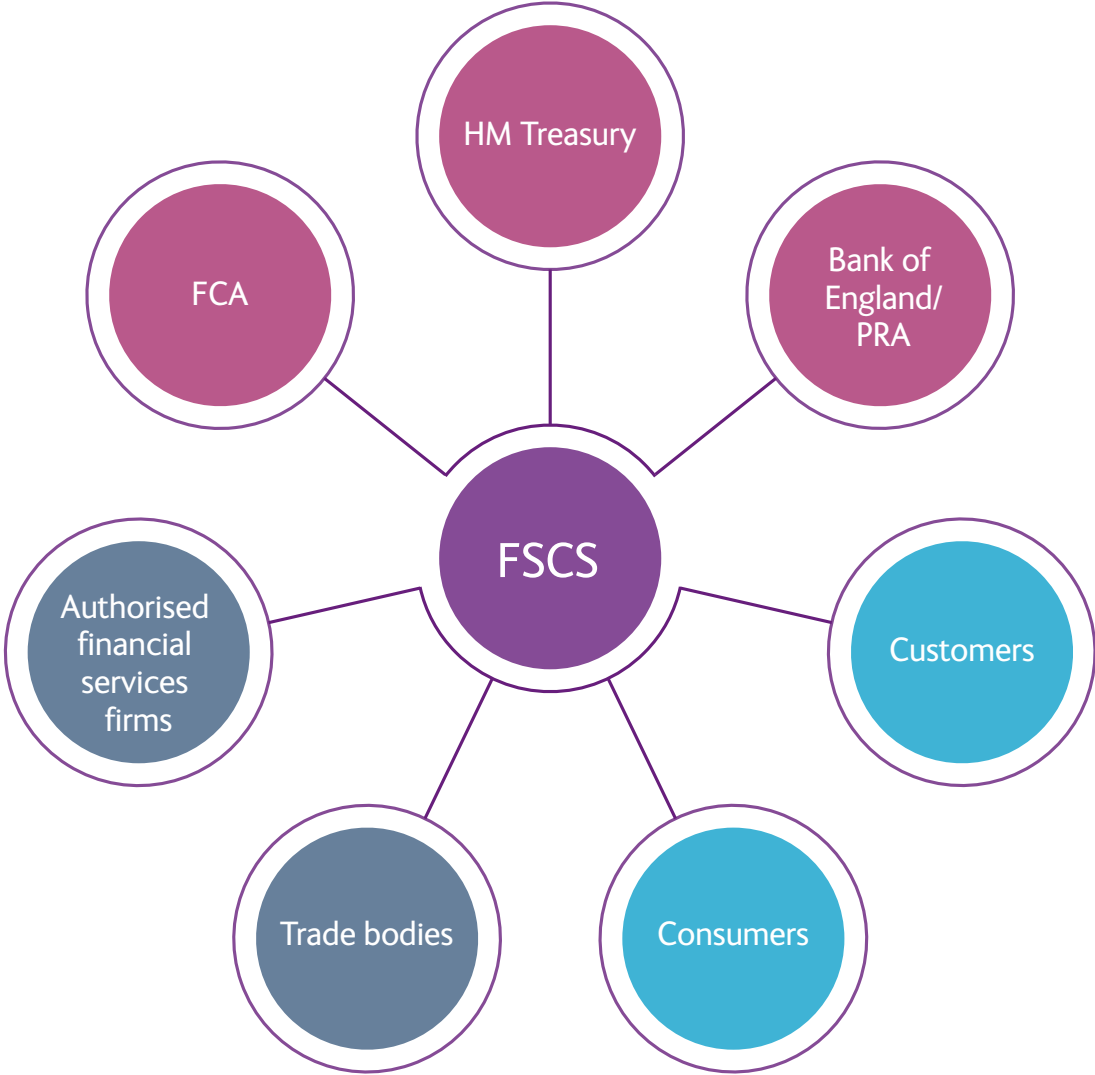 HM Treasury
FCA
Bank of
England/
PRA
FSCS
Authorised
financial
services
firms
Customers
Trade bodies
Consumers